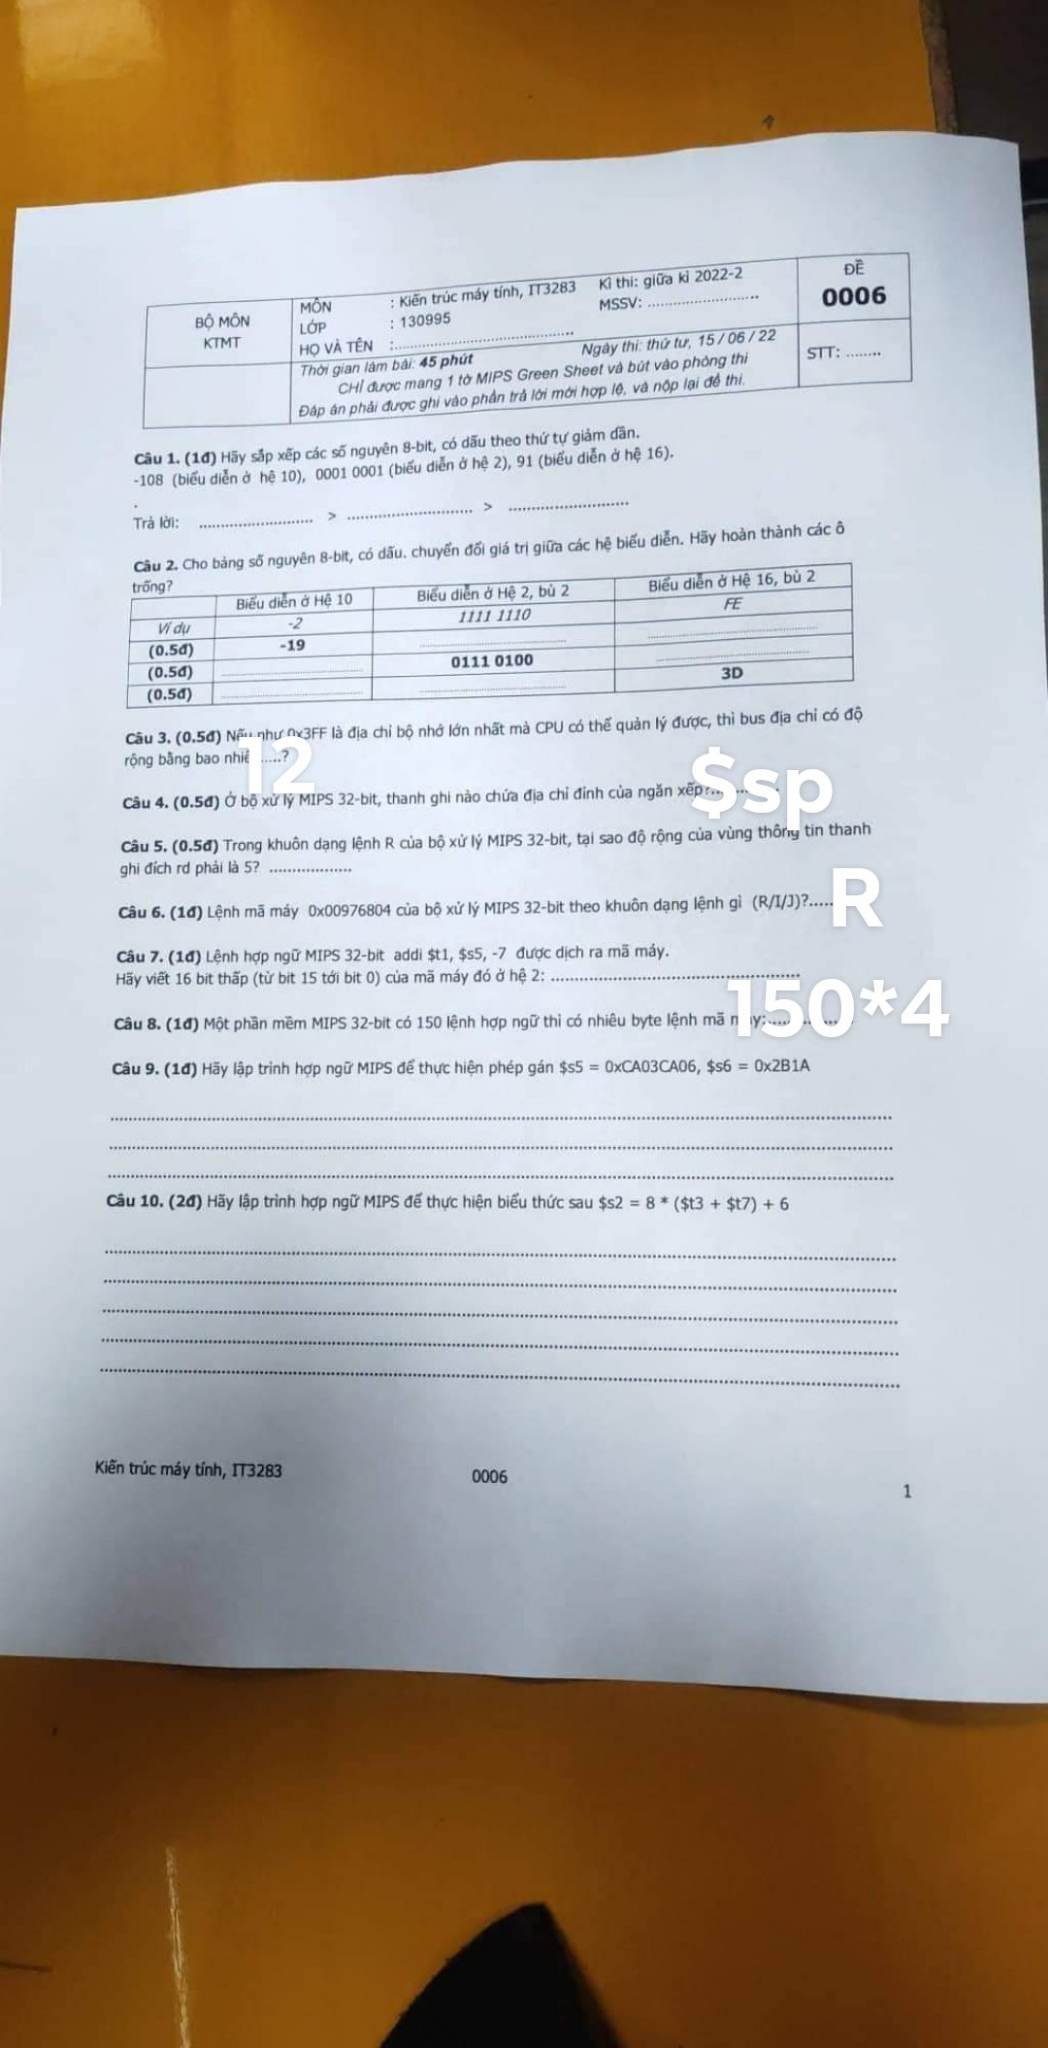 BỘ MÔN
KTMT
MÔN : Kiến trúc máy tính, IT3283 Kì thi: giữa kì 2022-2
LỚP : 130995 MSSV: ............................
HỌ VÀ TÊN :............................................
Thời gian làm bài: 45 phút Ngày thi: thứ tư, 15 / 06 / 22
CHỈ được mang 1 tờ MIPS Green Sheet và bút vào phòng thi
Đáp án phải được ghi vào phần trả lời mới hợp lệ, và nộp lại đề thi.
ĐỀ
0006
STT: ........
Câu 1. (1đ) Hãy sắp xếp các số nguyên 8-bit, có dấu theo thứ tự giảm dần.
-108 (biểu diễn ở hệ 10), 0001 0001 (biểu diễn ở hệ 2), 91 (biểu diễn ở hệ 16).
.
Trả lời: ............................ > ............................... > ..............................
Câu 2. Cho bảng số nguyên 8-bit, có dấu. chuyển đổi giá trị giữa các hệ biểu diễn. Hãy hoàn thành các ô
trống?
Biểu diễn ở Hệ 10 Biểu diễn ở Hệ 2, bù 2 Biểu diễn ở Hệ 16, bù 2
Ví dụ -2 1111 1110 FE
(0.5đ) -19
(0.5đ) 0111 0100
(0.5đ) 3D
Câu 3. (0.5đ) Nếu như 0x3FF là địa chỉ bộ nhớ lớn nhất mà CPU có thể quản lý được, thì bus địa chỉ có độ
rộng bằng bao nhiê .....?
12
Câu 4. (0.5đ) Ở bộ xử lý MIPS 32-bit, thanh ghi nào chứa địa chỉ đỉnh của ngăn xếp?...
$sp
Câu 5. (0.5đ) Trong khuôn dạng lệnh R của bộ xử lý MIPS 32-bit, tại sao độ rộng của vùng thông tin thanh
ghi đích rd phải là 5? ...................
Câu 6. (1đ) Lệnh mã máy 0x00976804 của bộ xử lý MIPS 32-bit theo khuôn dạng lệnh gì (R/I/J)?.....
R
Câu 7. (1đ) Lệnh hợp ngữ MIPS 32-bit addi $t1, $s5, -7 được dịch ra mã máy.
Hãy viết 16 bit thấp (từ bit 15 tới bit 0) của mã máy đó ở hệ 2: ..........................................................
150*4
Câu 8. (1đ) Một phần mềm MIPS 32-bit có 150 lệnh hợp ngữ thì có nhiêu byte lệnh mã máy:..............
Câu 9. (1đ) Hãy lập trình hợp ngữ MIPS để thực hiện phép gán $s5 = 0xCA03CA06, $s6 = 0x2B1A
Câu 10. (2đ) Hãy lập trình hợp ngữ MIPS để thực hiện biểu thức sau $s2 = 8 * ($t3 + $t7) + 6
Kiến trúc máy tính, IT3283
0006
1